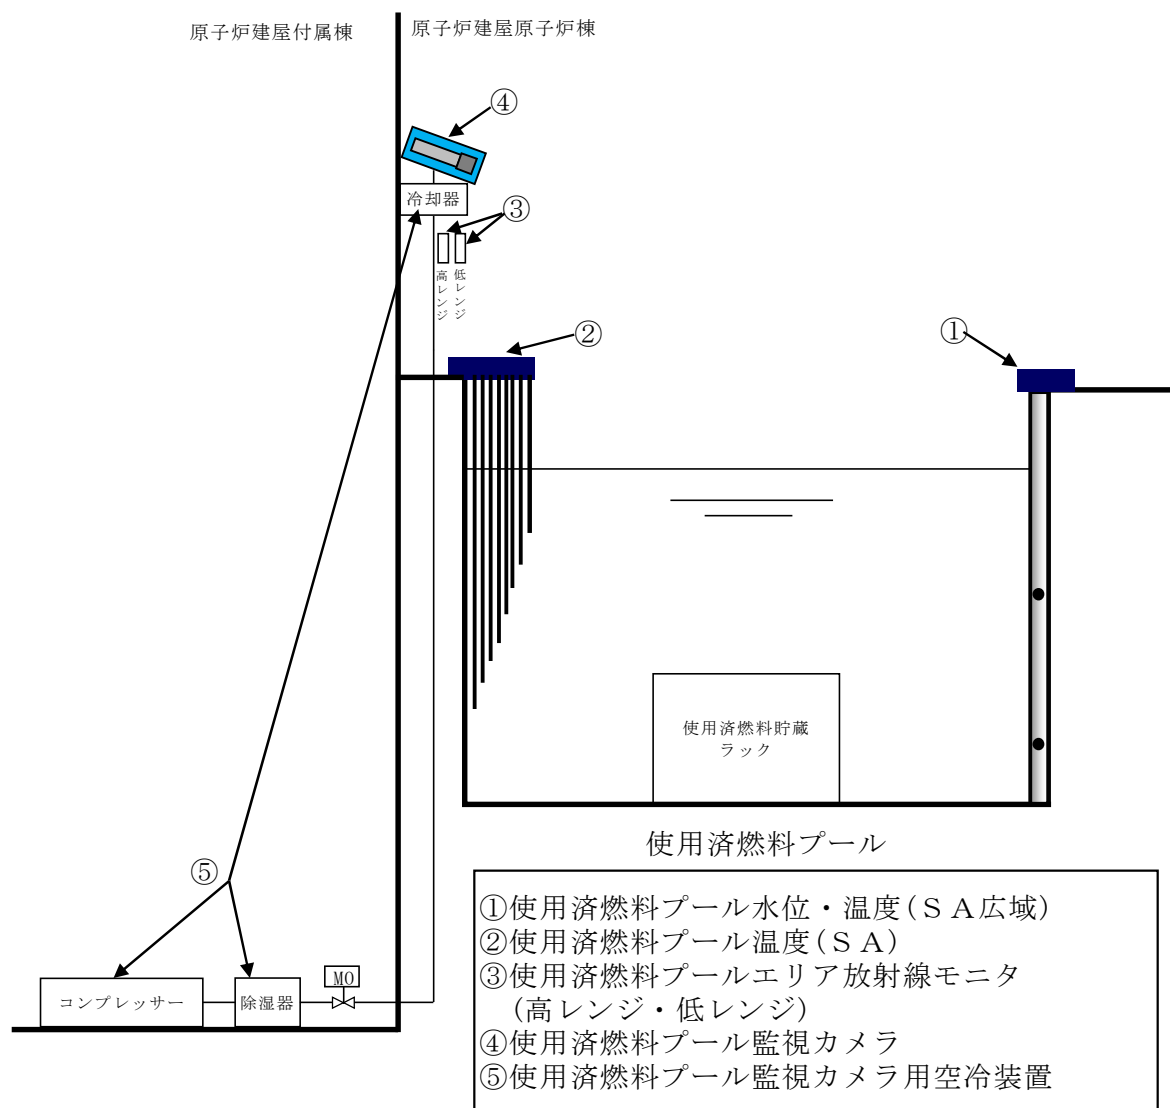 原子炉建屋付属棟
原子炉建屋原子炉棟
④
冷却器
③
高レンジ
低レンジ
②
①
使用済燃料貯蔵
ラック
使用済燃料プール
⑤
コンプレッサー
除湿器
MO
①使用済燃料プール水位・温度(ＳＡ広域)
②使用済燃料プール温度(ＳＡ)
③使用済燃料プールエリア放射線モニタ
(高レンジ・低レンジ)
④使用済燃料プール監視カメラ
⑤使用済燃料プール監視カメラ用空冷装置